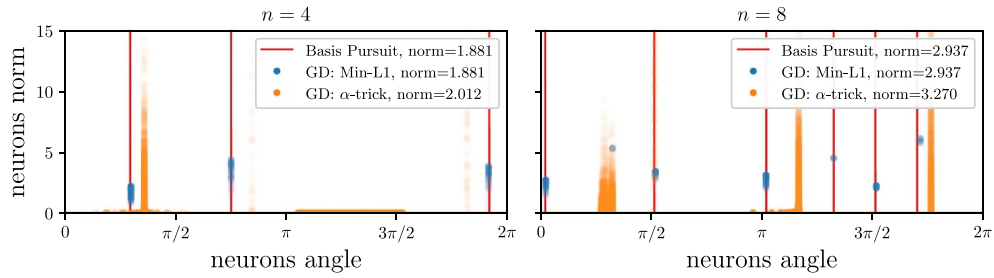 n = 4
15
10
5
0
neurons norm
Basis Pursuit, norm=1.881
GD: Min-L1, norm=1.881
GD: α-trick, norm=2.012
0 π/2 π 3π/2 2π
neurons angle
n = 8
Basis Pursuit, norm=2.937
GD: Min-L1, norm=2.937
GD: α-trick, norm=3.270
0 π/2 π 3π/2 2π
neurons angle